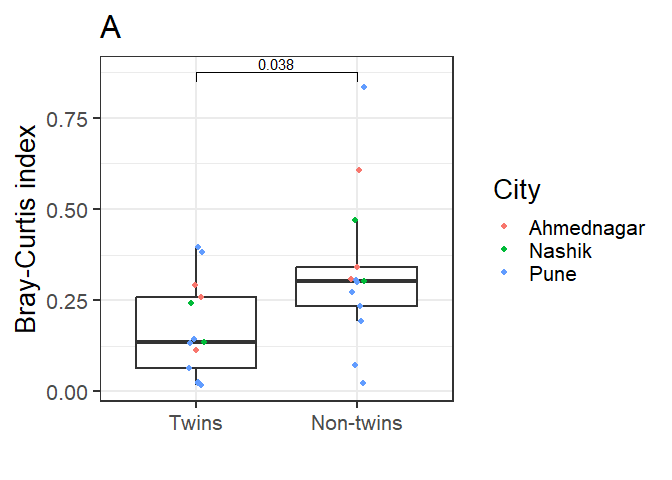 A
0.038
Bray-Curtis index
0.75
0.50
0.25
0.00
Twins
Non-twins
City
Ahmednagar
Nashik
Pune